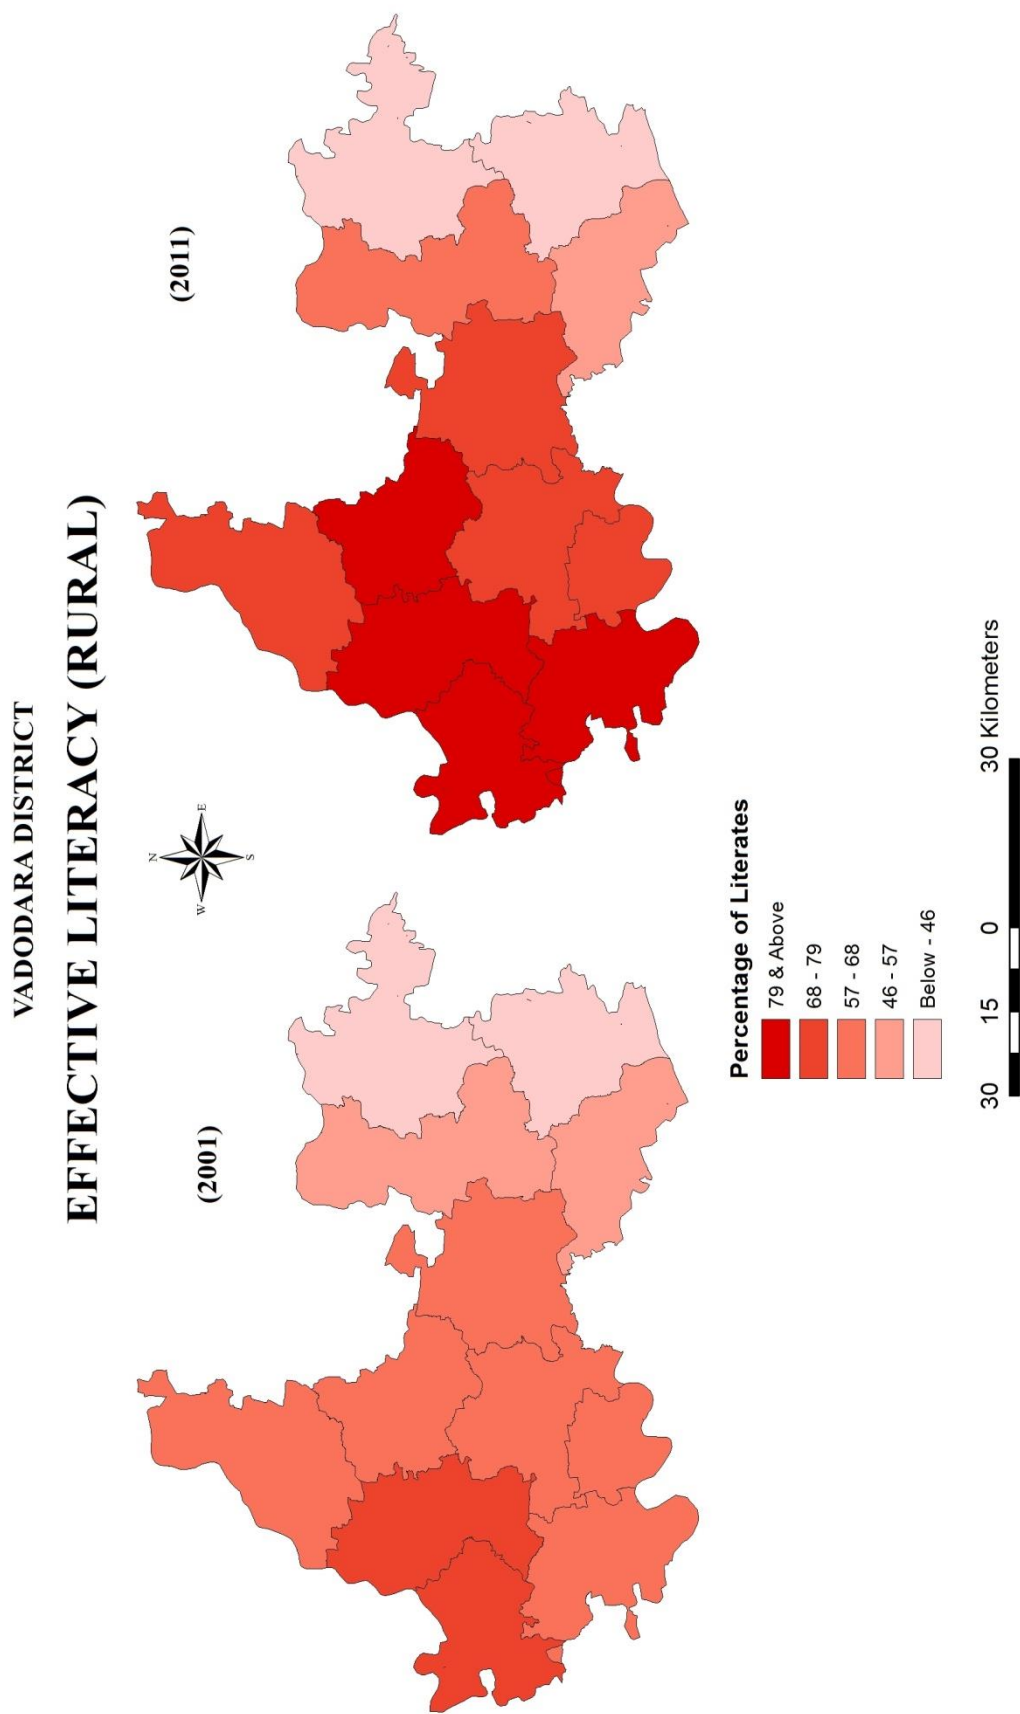 VADODARA DISTRICT
EFFECTIVE LITERACY (RURAL)
N
W
E
S
(2001)
(2011)
Percentage of Literates
79 & Above
68 - 79
57 - 68
46 - 57
Below - 46
30 15 0 30 Kilometers